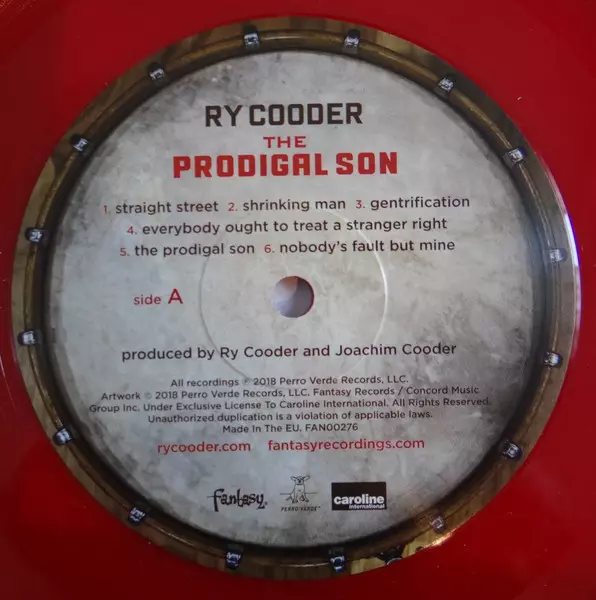 RY COODER
THE
PRODIGAL SON
1. straight street 2. shrinking man 3. gentrification
4. everybody ought to treat a stranger right
5. the prodigal son 6. nobody's fault but mine
side A
produced by Ry Cooder and Joachim Cooder
All recordings ℗ 2018 Perro Verde Records, LLC.
Artwork © 2018 Perro Verde Records, LLC. Fantasy Records / Concord Music
Group Inc. Under Exclusive License To Caroline International. All Rights Reserved.
Unauthorized duplication is a violation of applicable laws.
Made In The EU. FAN00276
rycooder.com fantasyrecordings.com
Fantasy® PERRO VERDE™ caroline
international